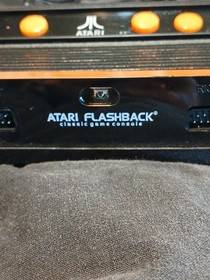 ATARI
ATARI FLASHBACK®
classic game console